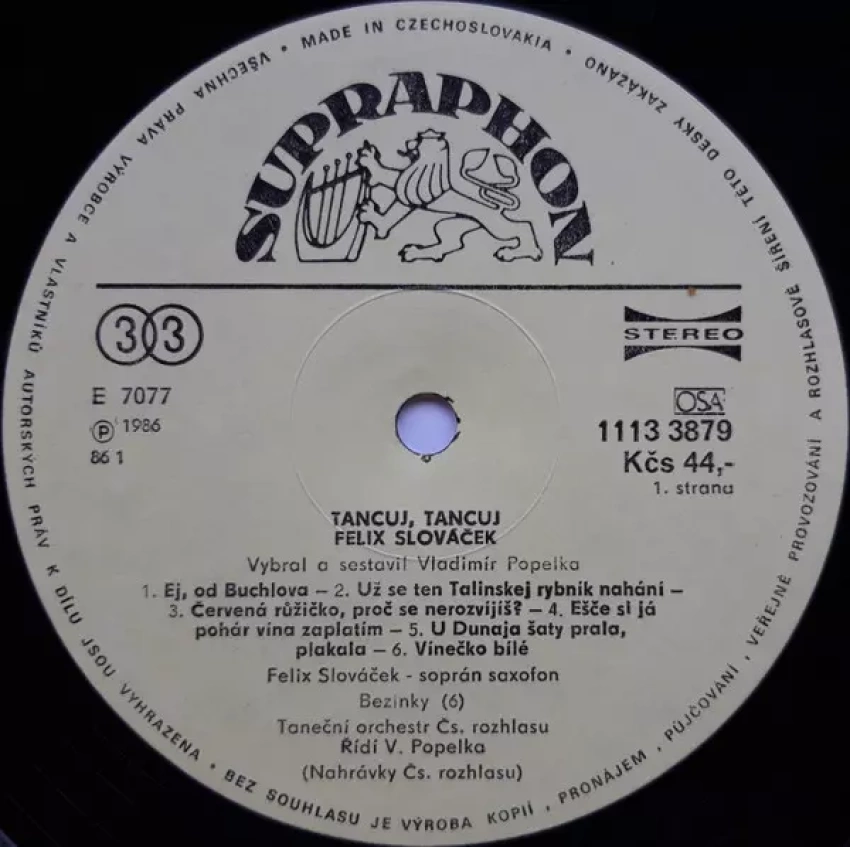 • MADE IN CZECHOSLOVAKIA •
VŠECHNA PRÁVA VÝROBCE A VLASTNÍKŮ AUTORSKÝCH PRÁV K DÍLU JSOU VYHRAZENA • BEZ SOUHLASU JE VÝROBA KOPIÍ, PRONÁJEM, PŮJČOVÁNÍ, VEŘEJNÉ PROVOZOVÁNÍ A ROZHLASOVÉ ŠÍŘENÍ TÉTO DESKY ZAKÁZÁNO
SUPRAPHON
33
STEREO
E 7077
OSA
Ⓟ 1986
1113 3879
86 1
Kčs 44,-
1. strana
TANCUJ, TANCUJ
FELIX SLOVÁČEK
Vybral a sestavil Vladimír Popelka
1. Ej, od Buchlova – 2. Už se ten Talinskej rybník nahání –
3. Červená růžičko, proč se nerozvíjíš? – 4. Ešče si já
pohár vína zaplatím – 5. U Dunaja šaty prala,
plakala – 6. Vínečko bílé
Felix Slováček - soprán saxofon
Bezinky (6)
Taneční orchestr Čs. rozhlasu
Řídí V. Popelka
(Nahrávky Čs. rozhlasu)